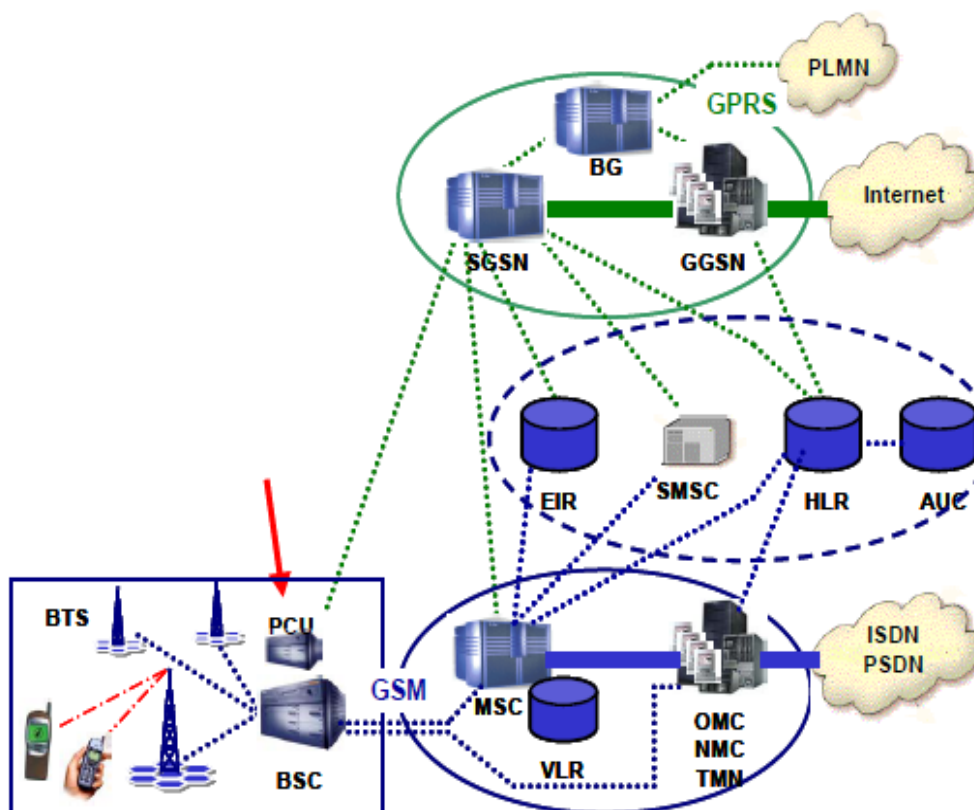 PLMN
GPRS
BG
Internet
SGSN
GGSN
EIR
SMSC
HLR
AUC
BTS
PCU
GSM
BSC
MSC
VLR
OMC
NMC
TMN
ISDN
PSDN